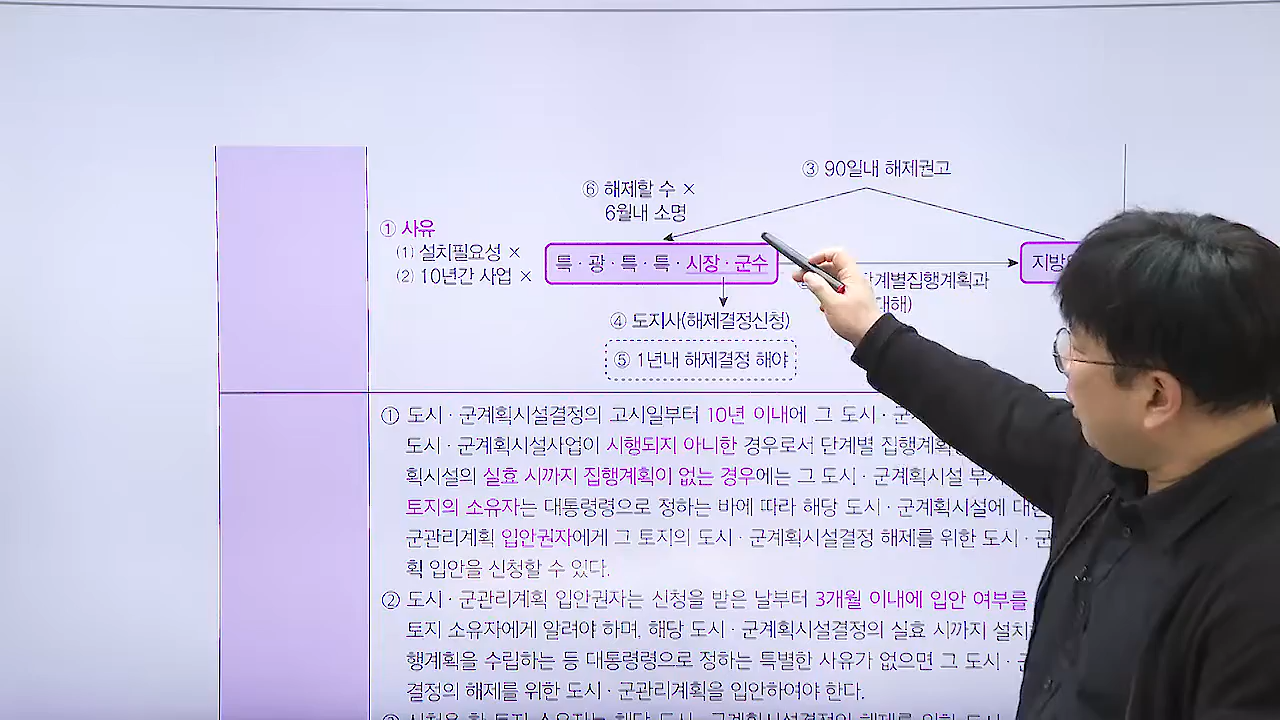 ③ 90일내 해제권고
⑥ 해제할 수 ×
6월내 소명
① 사유
(1) 설치필요성 ×
(2) 10년간 사업 ×
특 · 광 · 특 · 특 · 시장 · 군수
지방
단계별집행계획과
대해)
④ 도지사(해제결정신청)
⑤ 1년내 해제결정 해야
① 도시 · 군계획시설결정의 고시일부터 10년 이내에 그 도시 · 군
도시 · 군계획시설사업이 시행되지 아니한 경우로서 단계별 집행계획
획시설의 실효 시까지 집행계획이 없는 경우에는 그 도시 · 군계획시설 부지
토지의 소유자는 대통령령으로 정하는 바에 따라 해당 도시 · 군계획시설에 대한
군관리계획 입안권자에게 그 토지의 도시 · 군계획시설결정 해제를 위한 도시 · 군
획 입안을 신청할 수 있다.
② 도시 · 군관리계획 입안권자는 신청을 받은 날부터 3개월 이내에 입안 여부를
토지 소유자에게 알려야 하며, 해당 도시 · 군계획시설결정의 실효 시까지 설치
행계획을 수립하는 등 대통령령으로 정하는 특별한 사유가 없으면 그 도시 · 군
결정의 해제를 위한 도시 · 군관리계획을 입안하여야 한다.